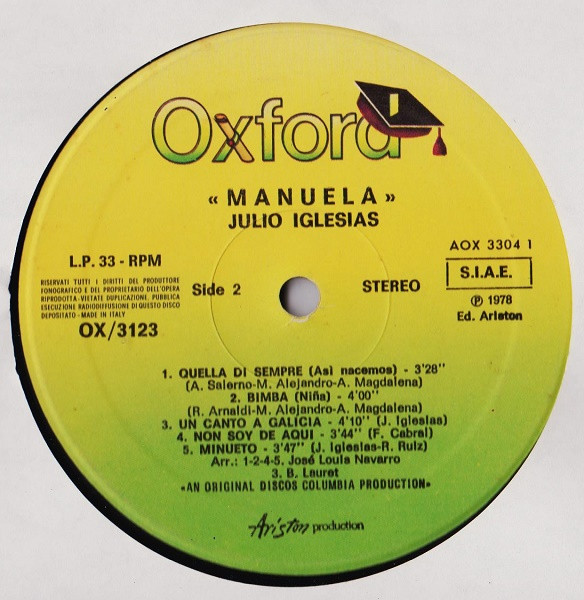 Oxford
« MANUELA »
JULIO IGLESIAS
L.P. 33 - RPM
RISERVATI TUTTI I DIRITTI DEL PRODUTTORE
FONOGRAFICO E DEL PROPRIETARIO DELL'OPERA
RIPRODOTTA - VIETATE DUPLICAZIONE. PUBBLICA
ESECUZIONE RADIODIFFUSIONE DI QUESTO DISCO
DEPOSITATO - MADE IN ITALY
OX/3123
Side 2
STEREO
AOX 3304 1
S.I.A.E.
℗ 1978
Ed. Ariston
1. QUELLA DI SEMPRE (Asi nacemos) - 3'28"
(A. Salerno-M. Alejandro-A. Magdalena)
2. BIMBA (Niña) - 4'00"
(R. Arnaldi-M. Alejandro-A. Magdalena)
3. UN CANTO A GALICIA - 4'10" (J. Iglesias)
4. NON SOY DE AQUI - 3'44" (F. Cabral)
5. MINUETO - 3'47" (J. Iglesias-R. Ruiz)
Arr.: 1-2-4-5. José Louis Navarro
3. B. Lauret
«AN ORIGINAL DISCOS COLUMBIA PRODUCTION»
Ariston production